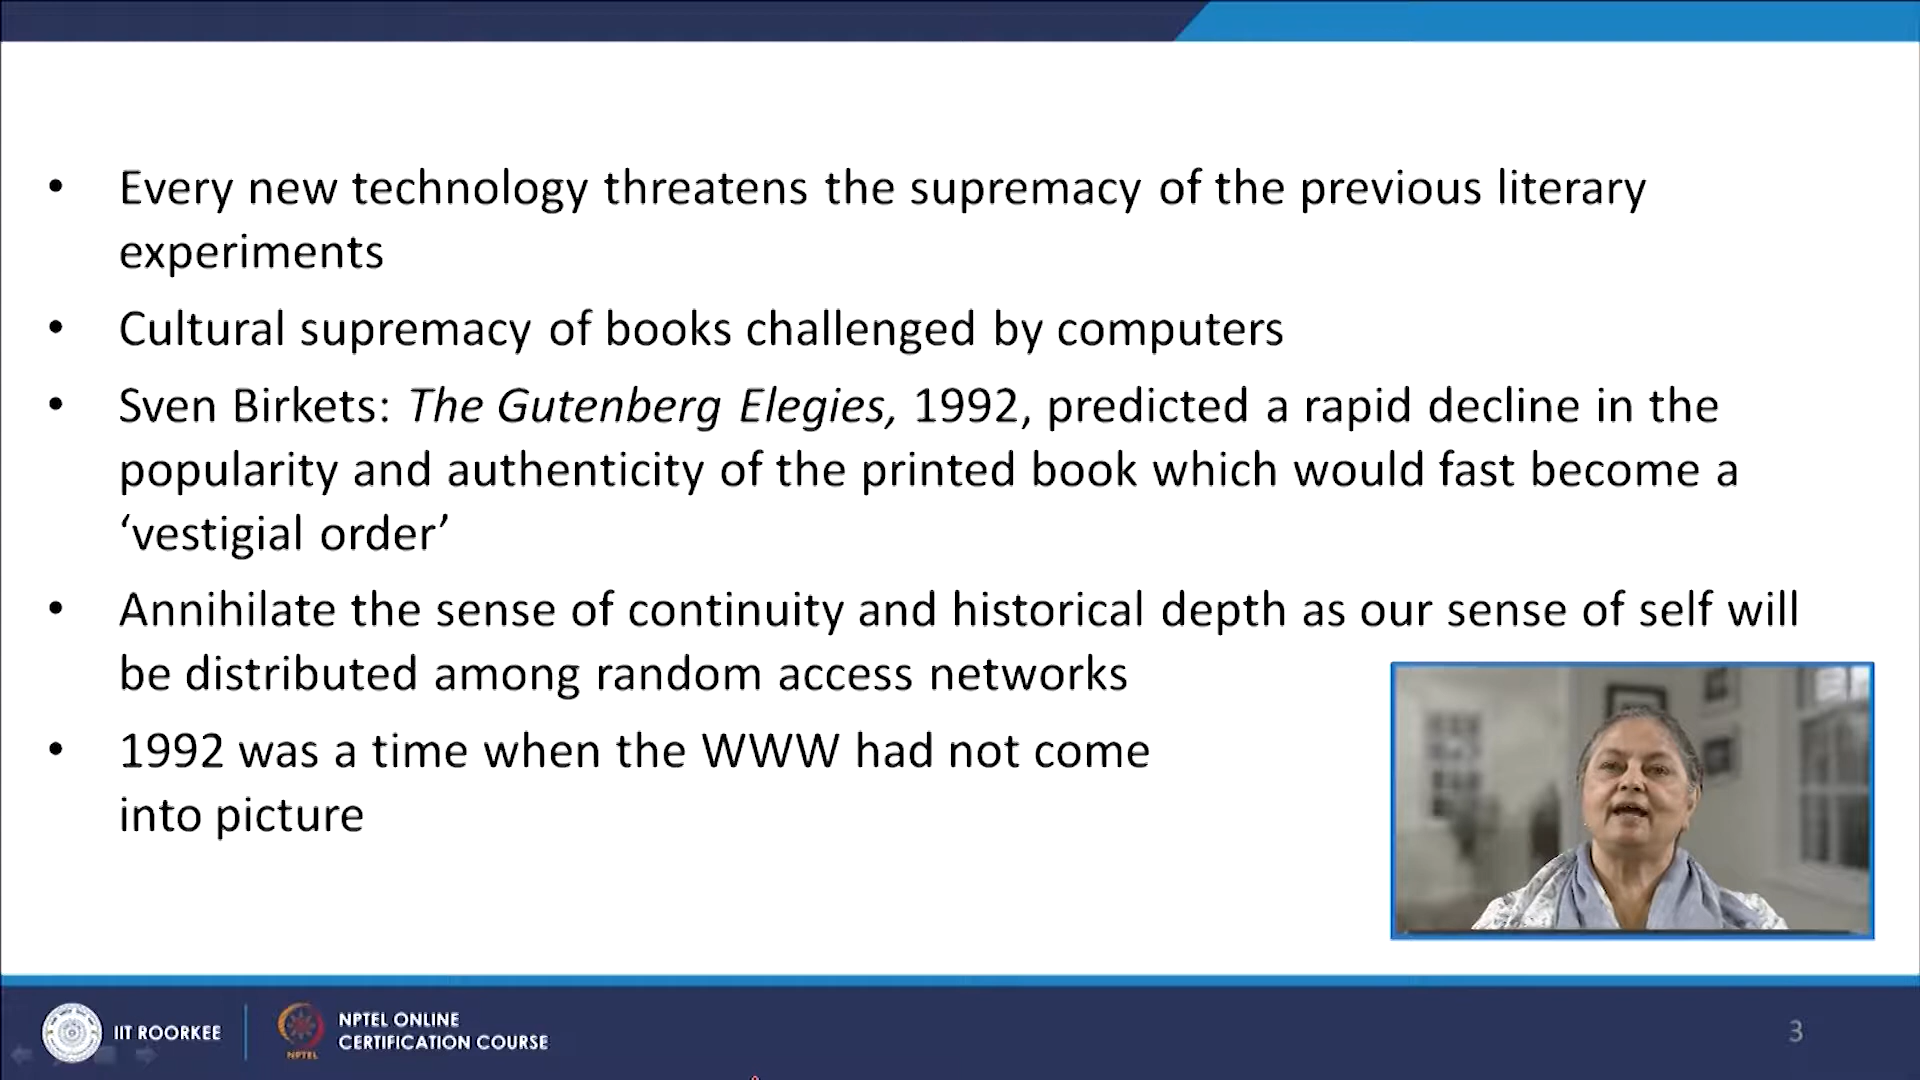 • Every new technology threatens the supremacy of the previous literary
experiments
• Cultural supremacy of books challenged by computers
• Sven Birkets: The Gutenberg Elegies, 1992, predicted a rapid decline in the
popularity and authenticity of the printed book which would fast become a
‘vestigial order’
• Annihilate the sense of continuity and historical depth as our sense of self will
be distributed among random access networks
• 1992 was a time when the WWW had not come
into picture
IIT ROORKEE
NPTEL
NPTEL ONLINE
CERTIFICATION COURSE
3